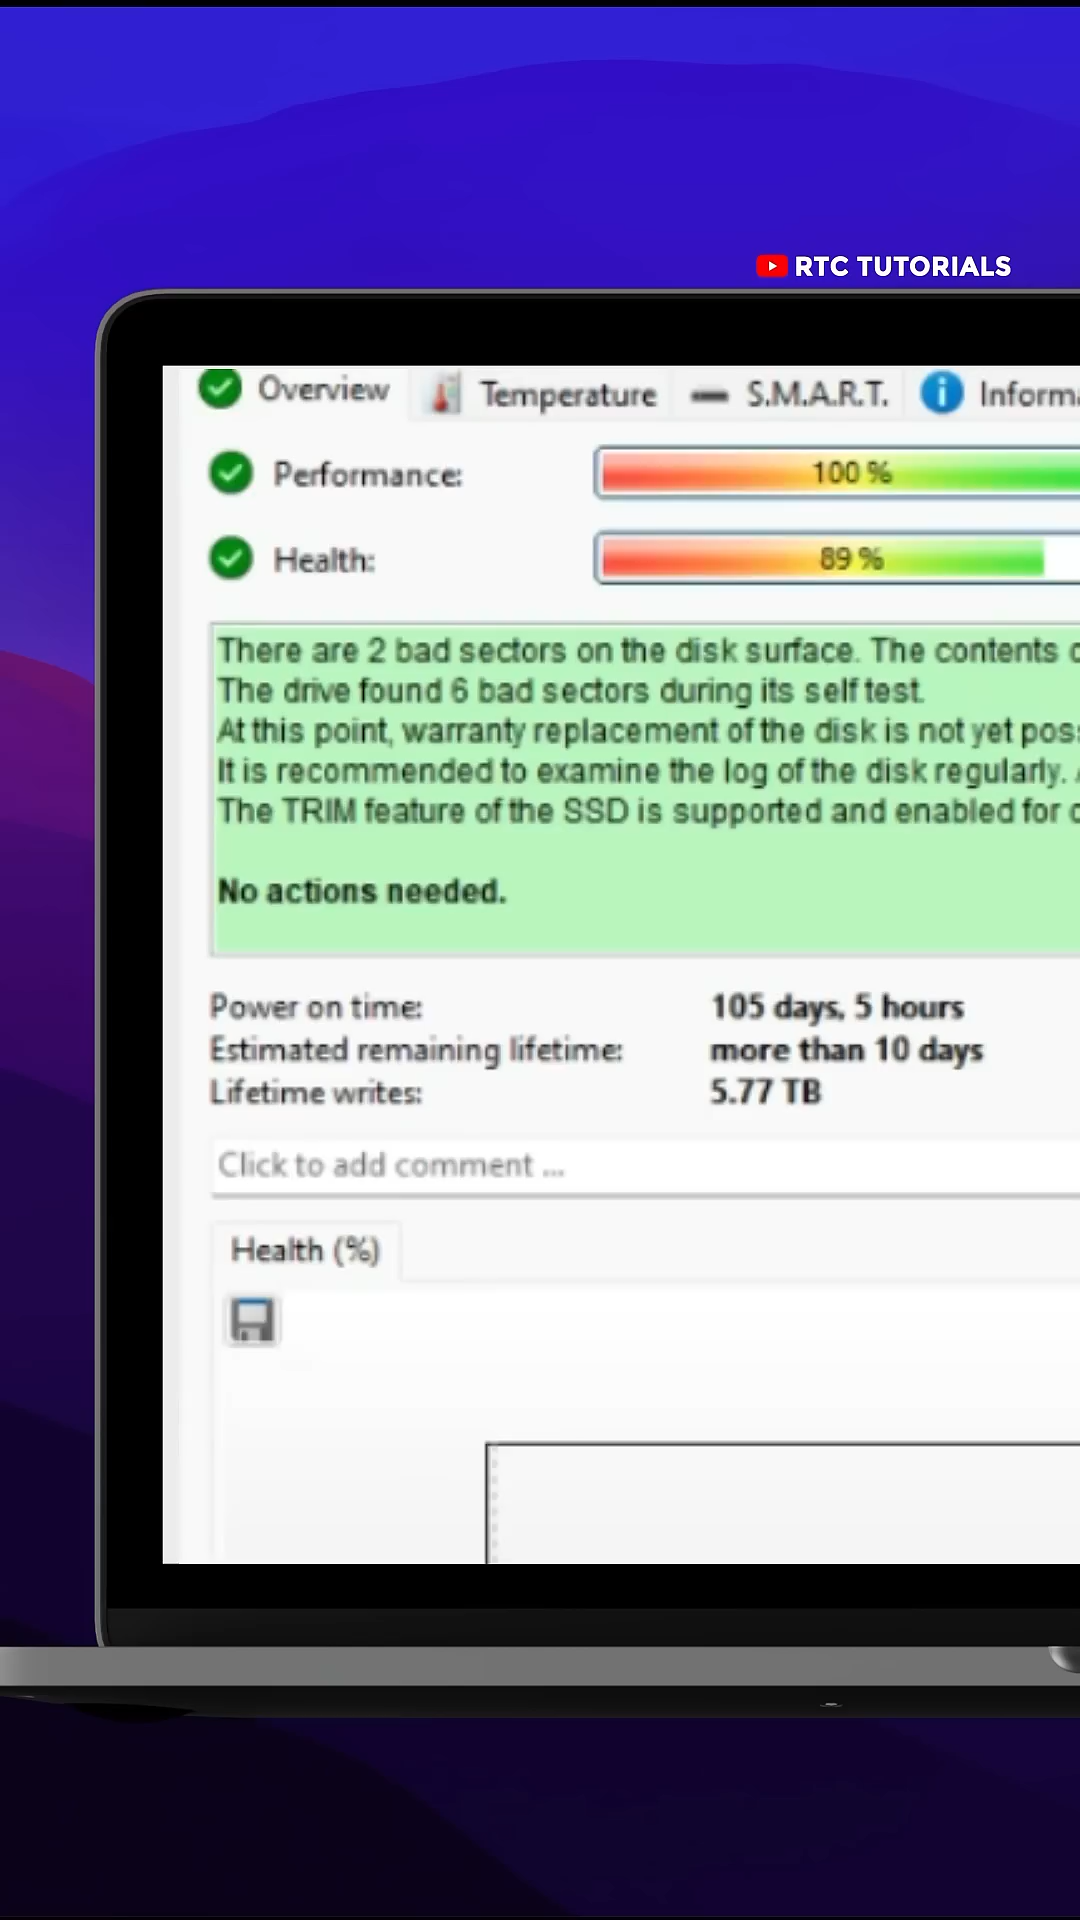 RTC TUTORIALS
Overview Temperature S.M.A.R.T.
Performance: 100 %
Health: 89 %
There are 2 bad sectors on the disk surface. The contents
The drive found 6 bad sectors during its self test.
At this point, warranty replacement of the disk is not yet
It is recommended to examine the log of the disk regularly.
The TRIM feature of the SSD is supported and enabled for
No actions needed.
Power on time: 105 days, 5 hours
Estimated remaining lifetime: more than 10 days
Lifetime writes: 5.77 TB
Click to add comment ...
Health (%)